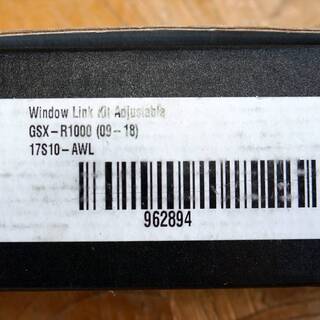 Window Link Kit Adjustable
GSX-R1000 (09-18)
17S10-AWL
962894